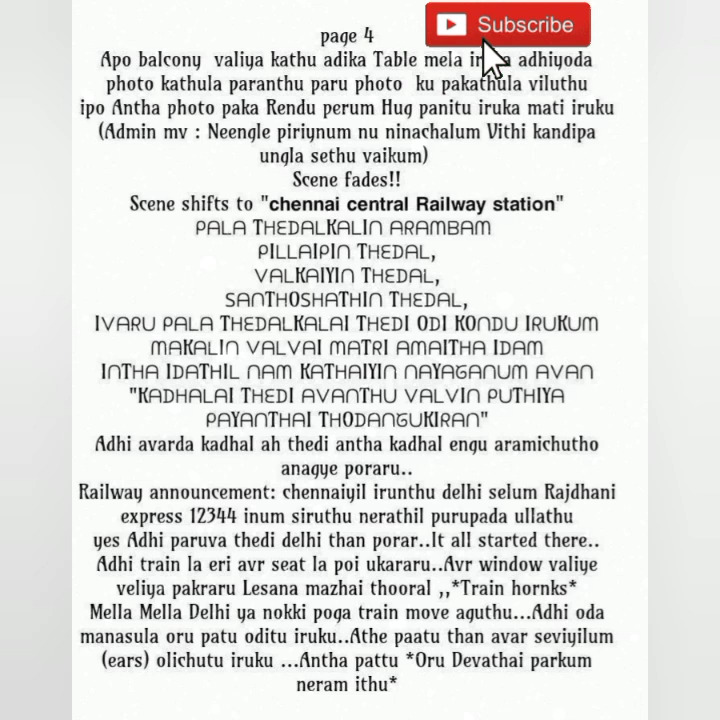 Subscribe
page 4
Apo balcony valiya kathu adika Table mela adhiyoda
photo kathula paranthu paru photo ku pakathula viluthu
ipo Antha photo paka Rendu perum Hug panitu iruka mati iruku
(Admin mv : Neengle piriynum nu ninachalum Vithi kandipa
ungla sethu vaikum)
Scene fades!!
Scene shifts to "chennai central Railway station"
PALA THEDALKALIN ARAMBAM
PILLAIPIN THEDAL,
VALKAIYIN THEDAL,
SANTHOSHATHIN THEDAL,
IVARU PALA THEDALKALAI THEDI ODI KONDU IRUKUM
MAKALIN VALVAI MATRI AMAITHA IDAM
INTHA IDATHIL NAM KATHAIYIN NAYAGANUM AVAN
"KADHALAI THEDI AVANTHU VALVIN PUTHIYA
PAYANTHAI THODANGUKIRAN"
Adhi avarda kadhal ah thedi antha kadhal engu aramichutho
anagye poraru..
Railway announcement: chennaiyil irunthu delhi selum Rajdhani
express 12344 inum siruthu nerathil purupada ullathu
yes Adhi paruva thedi delhi than porar..It all started there..
Adhi train la eri avr seat la poi ukararu..Avr window valiye
veliya pakraru Lesana mazhai thooral ,,*Train hornks*
Mella Mella Delhi ya nokki poga train move aguthu...Adhi oda
manasula oru patu oditu iruku..Athe paatu than avar seviyilum
(ears) olichutu iruku ...Antha pattu *Oru Devathai parkum
neram ithu*